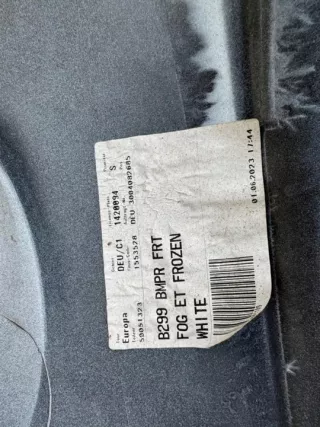 Europa
DEU/C1
1420094
S
50051323
1553528
DEU 3004082605
B299 BMPR FRT
FOG ET FROZEN
WHITE
01.06.2023 17:44